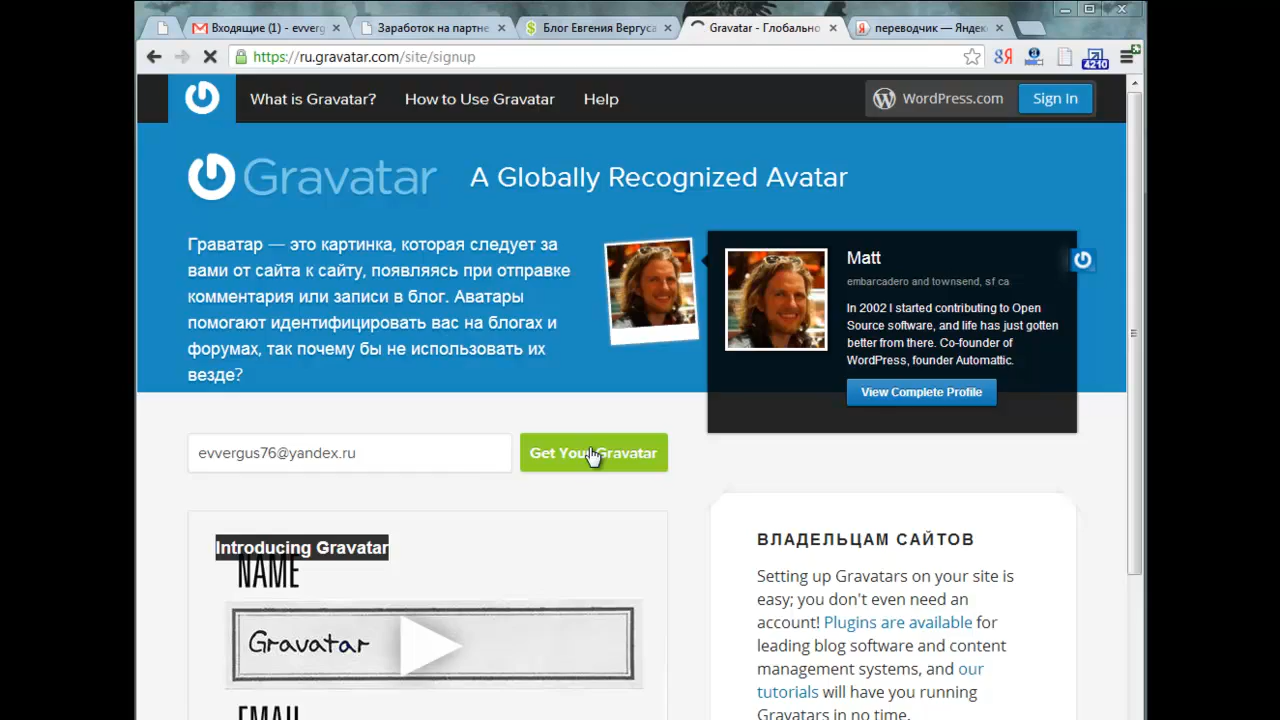 Входящие (1) - evverg
Заработок на партне
Блог Евгения Вергуса
Gravatar - Глобально
переводчик — Яндек
https://ru.gravatar.com/site/signup
4210
What is Gravatar?
How to Use Gravatar
Help
WordPress.com
Sign In
Gravatar
A Globally Recognized Avatar
Граватар — это картинка, которая следует за
вами от сайта к сайту, появляясь при отправке
комментария или записи в блог. Аватары
помогают идентифицировать вас на блогах и
форумах, так почему бы не использовать их
везде?
Matt
embarcadero and townsend, sf ca
In 2002 I started contributing to Open
Source software, and life has just gotten
better from there. Co-founder of
WordPress, founder Automattic.
View Complete Profile
evvergus76@yandex.ru
Get Your Gravatar
Introducing Gravatar
NAME
Gravatar
EMAIL
ВЛАДЕЛЬЦАМ САЙТОВ
Setting up Gravatars on your site is
easy; you don't even need an
account! Plugins are available for
leading blog software and content
management systems, and our
tutorials will have you running
Gravatars in no time.